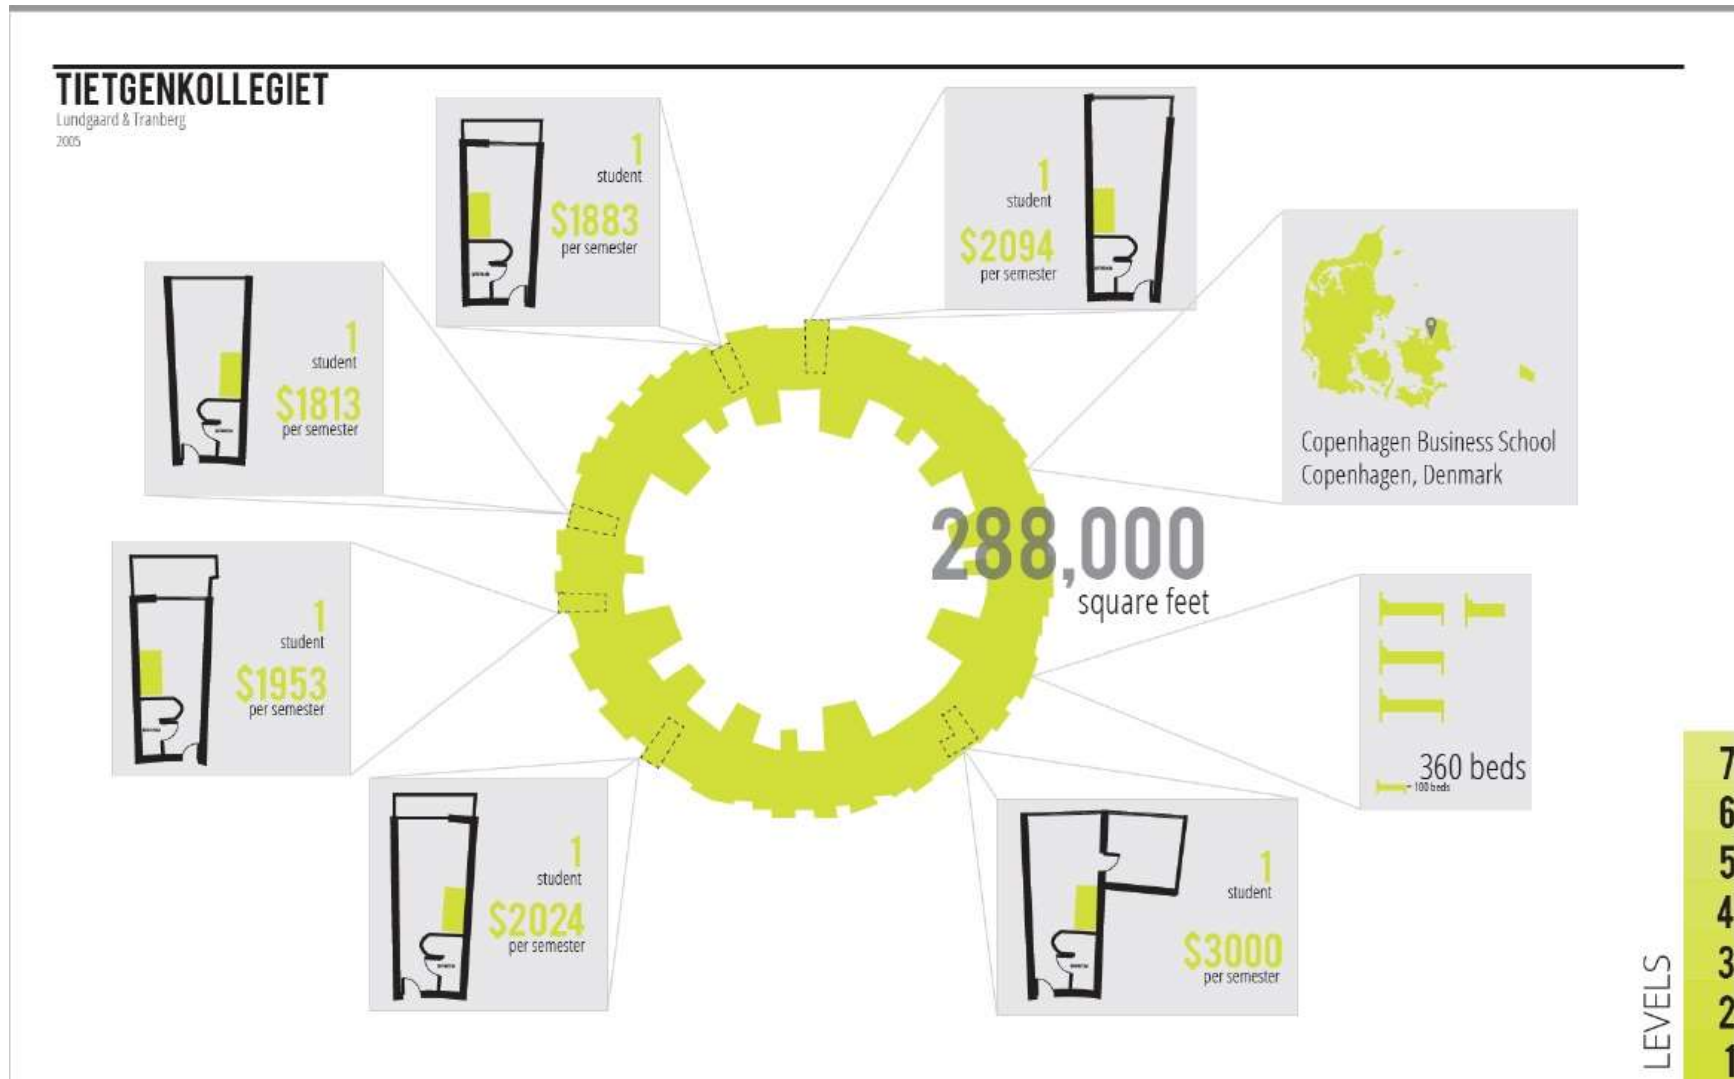 TIETGENKOLLEGIET
Lundgaard & Tranberg
2005
1
student
$1883
per semester
1
student
$2094
per semester
1
student
$1813
per semester
Copenhagen Business School
Copenhagen, Denmark
288,000
square feet
1
student
$1953
per semester
360 beds
= 100 beds
1
student
$2024
per semester
1
student
$3000
per semester
LEVELS
7
6
5
4
3
2
1